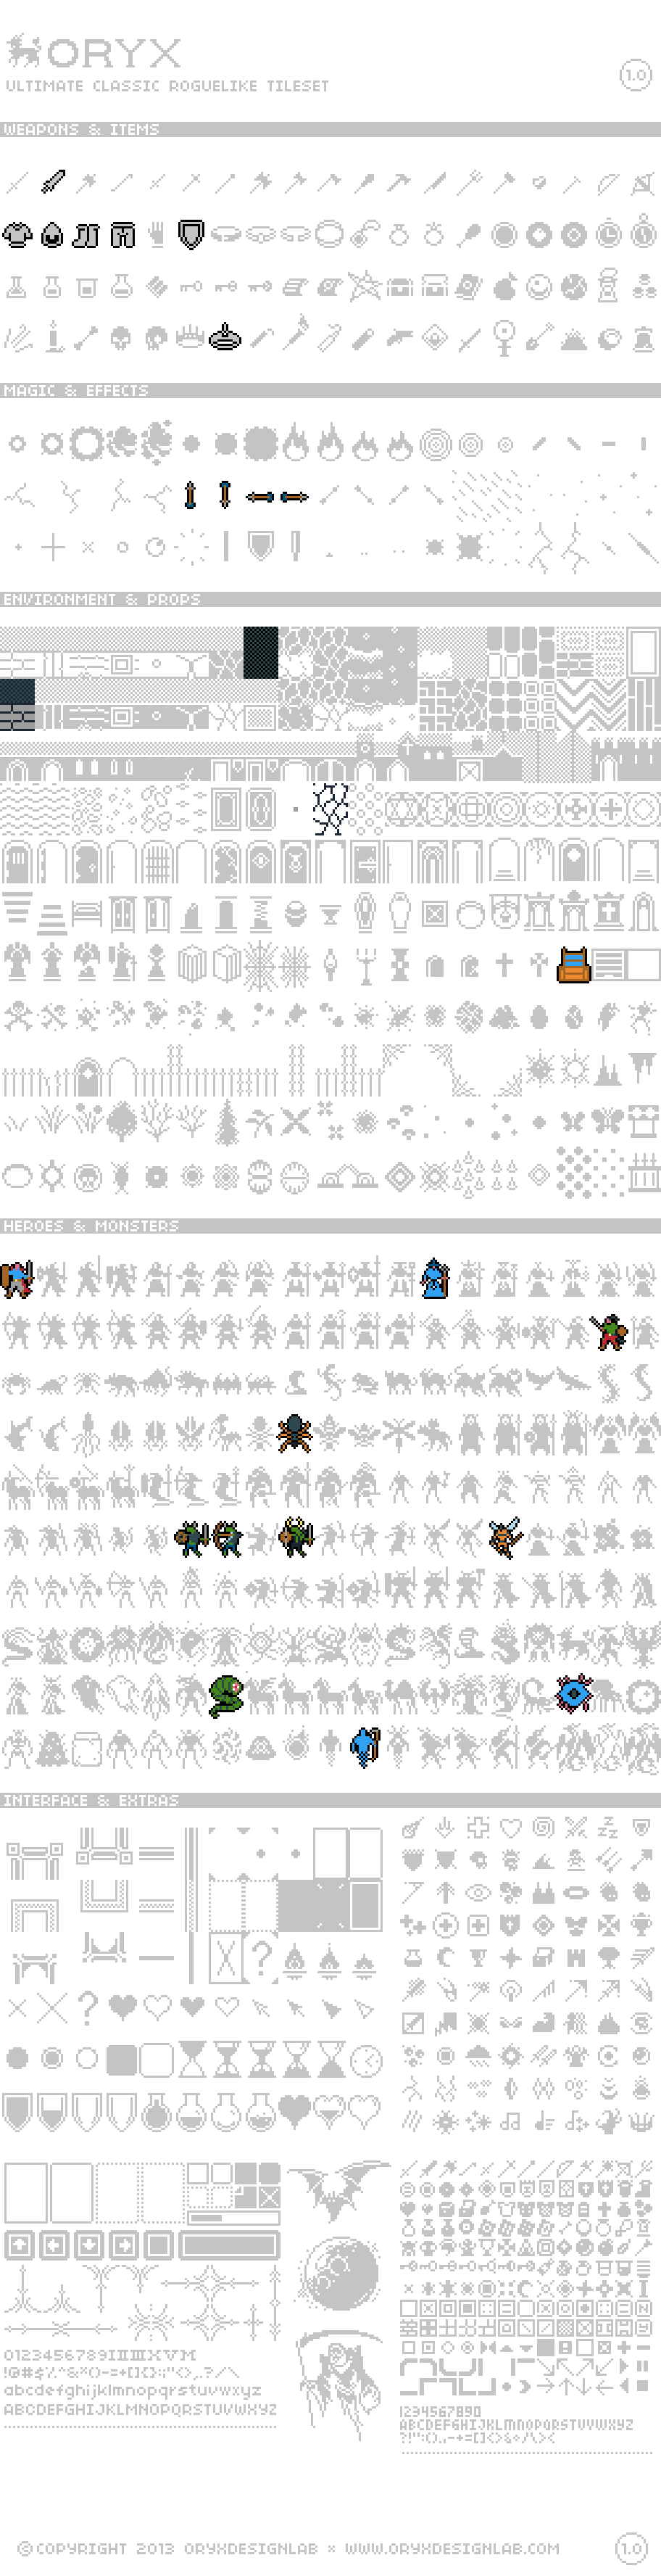 ORYX
ULTIMATE CLASSIC ROGUELIKE TILESET
1.0
WEAPONS & ITEMS
MAGIC & EFFECTS
ENVIRONMENT & PROPS
HEROES & MONSTERS
INTERFACE & EXTRAS
abcdefghijklmnopqrstuvwxyz
ABCDEFGHIJKLMNOPQRSTUVWXYZ
1234567890
ABCDEFGHIJKLMNOPQRSTUVWXYZ
©COPYRIGHT 2013 ORYXDESIGNLAB × WWW.ORYXDESIGNLAB.COM
1.0